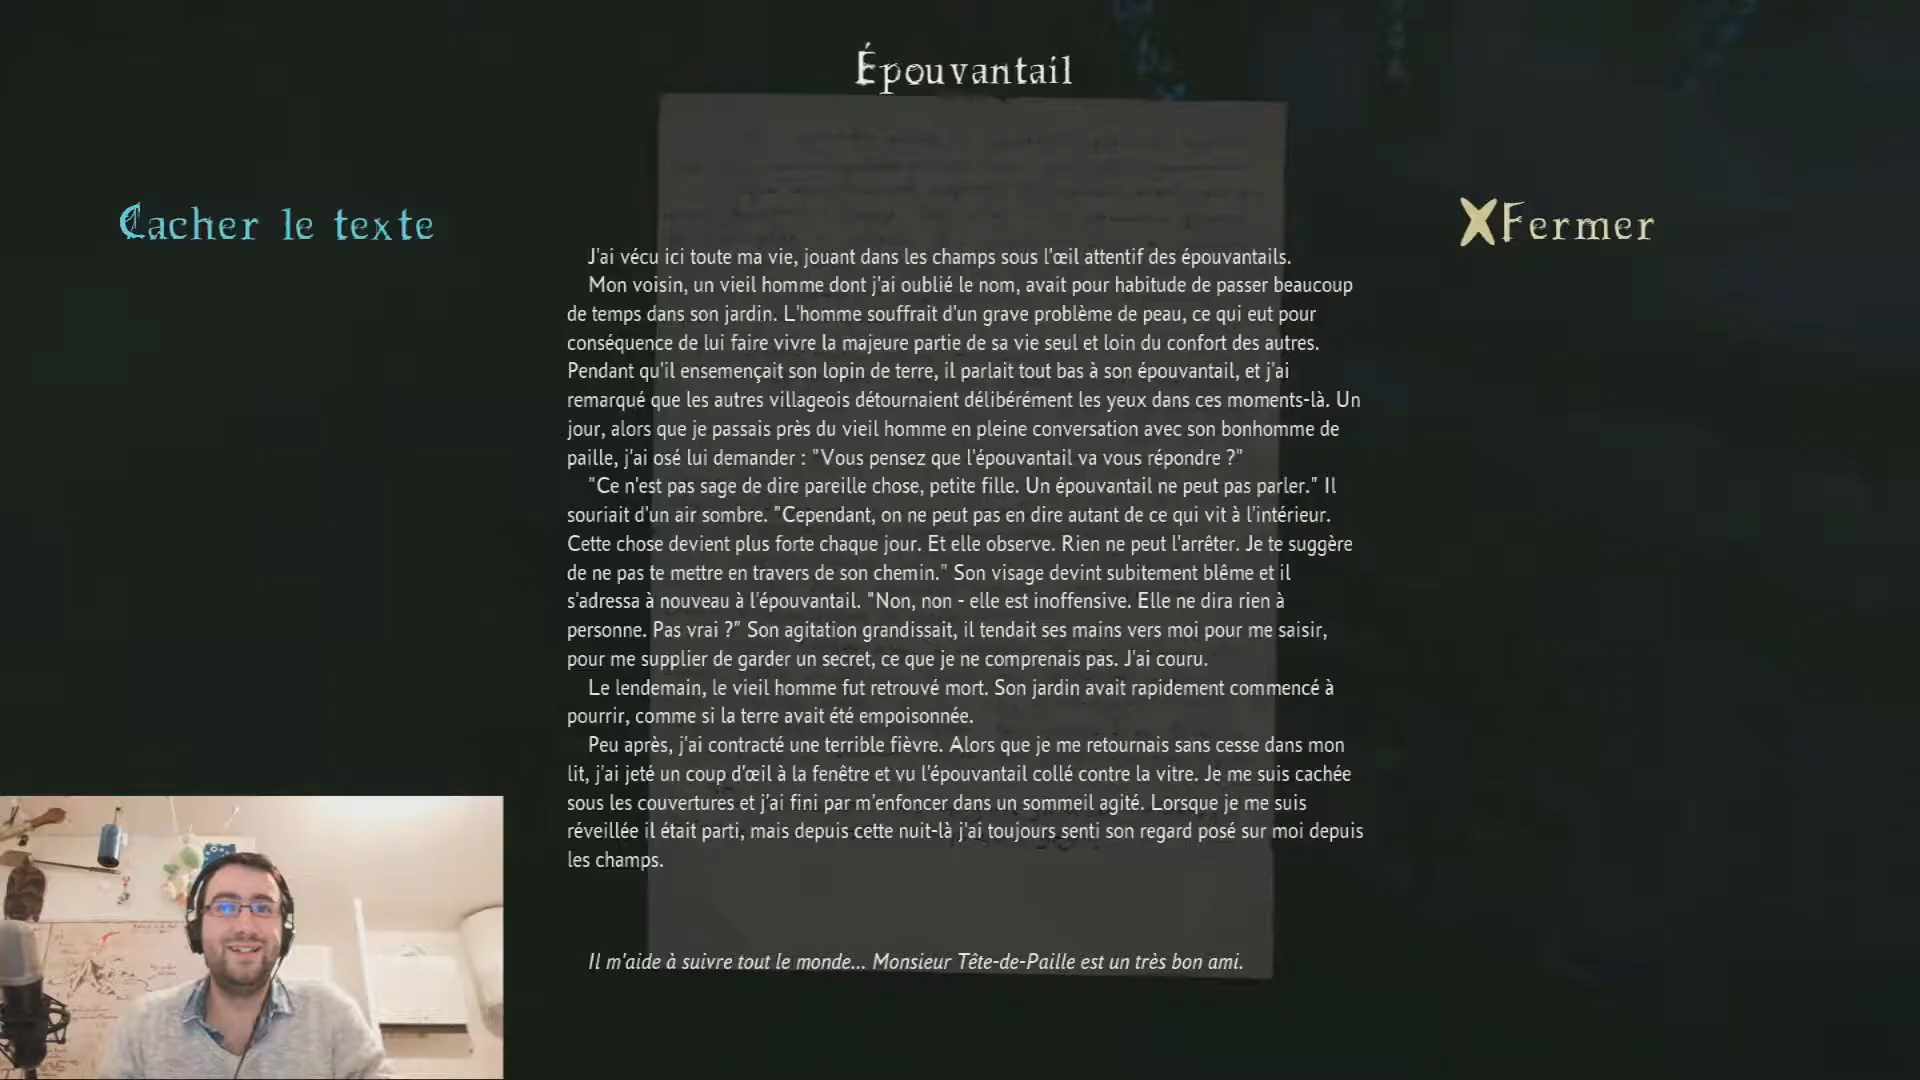 Épouvantail
Cacher le texte
XFermer
J'ai vécu ici toute ma vie, jouant dans les champs sous l'œil attentif des épouvantails.
Mon voisin, un vieil homme dont j'ai oublié le nom, avait pour habitude de passer beaucoup
de temps dans son jardin. L'homme souffrait d'un grave problème de peau, ce qui eut pour
conséquence de lui faire vivre la majeure partie de sa vie seul et loin du confort des autres.
Pendant qu'il ensemençait son lopin de terre, il parlait tout bas à son épouvantail, et j'ai
remarqué que les autres villageois détournaient délibérément les yeux dans ces moments-là. Un
jour, alors que je passais près du vieil homme en pleine conversation avec son bonhomme de
paille, j'ai osé lui demander : "Vous pensez que l'épouvantail va vous répondre ?"
"Ce n'est pas sage de dire pareille chose, petite fille. Un épouvantail ne peut pas parler." Il
souriait d'un air sombre. "Cependant, on ne peut pas en dire autant de ce qui vit à l'intérieur.
Cette chose devient plus forte chaque jour. Et elle observe. Rien ne peut l'arrêter. Je te suggère
de ne pas te mettre en travers de son chemin." Son visage devint subitement blême et il
s'adressa à nouveau à l'épouvantail. "Non, non - elle est inoffensive. Elle ne dira rien à
personne. Pas vrai ?" Son agitation grandissait, il tendait ses mains vers moi pour me saisir,
pour me supplier de garder un secret, ce que je ne comprenais pas. J'ai couru.
Le lendemain, le vieil homme fut retrouvé mort. Son jardin avait rapidement commencé à
pourrir, comme si la terre avait été empoisonnée.
Peu après, j'ai contracté une terrible fièvre. Alors que je me retournais sans cesse dans mon
lit, j'ai jeté un coup d'œil à la fenêtre et vu l'épouvantail collé contre la vitre. Je me suis cachée
sous les couvertures et j'ai fini par m'enfoncer dans un sommeil agité. Lorsque je me suis
réveillée il était parti, mais depuis cette nuit-là j'ai toujours senti son regard posé sur moi depuis
les champs.
Il m'aide à suivre tout le monde... Monsieur Tête-de-Paille est un très bon ami.